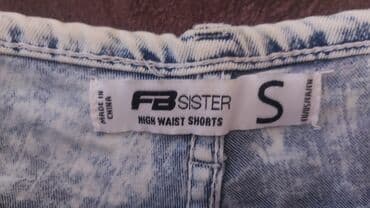 MADE IN
CHINA
FB SISTER
HIGH WAIST SHORTS
S